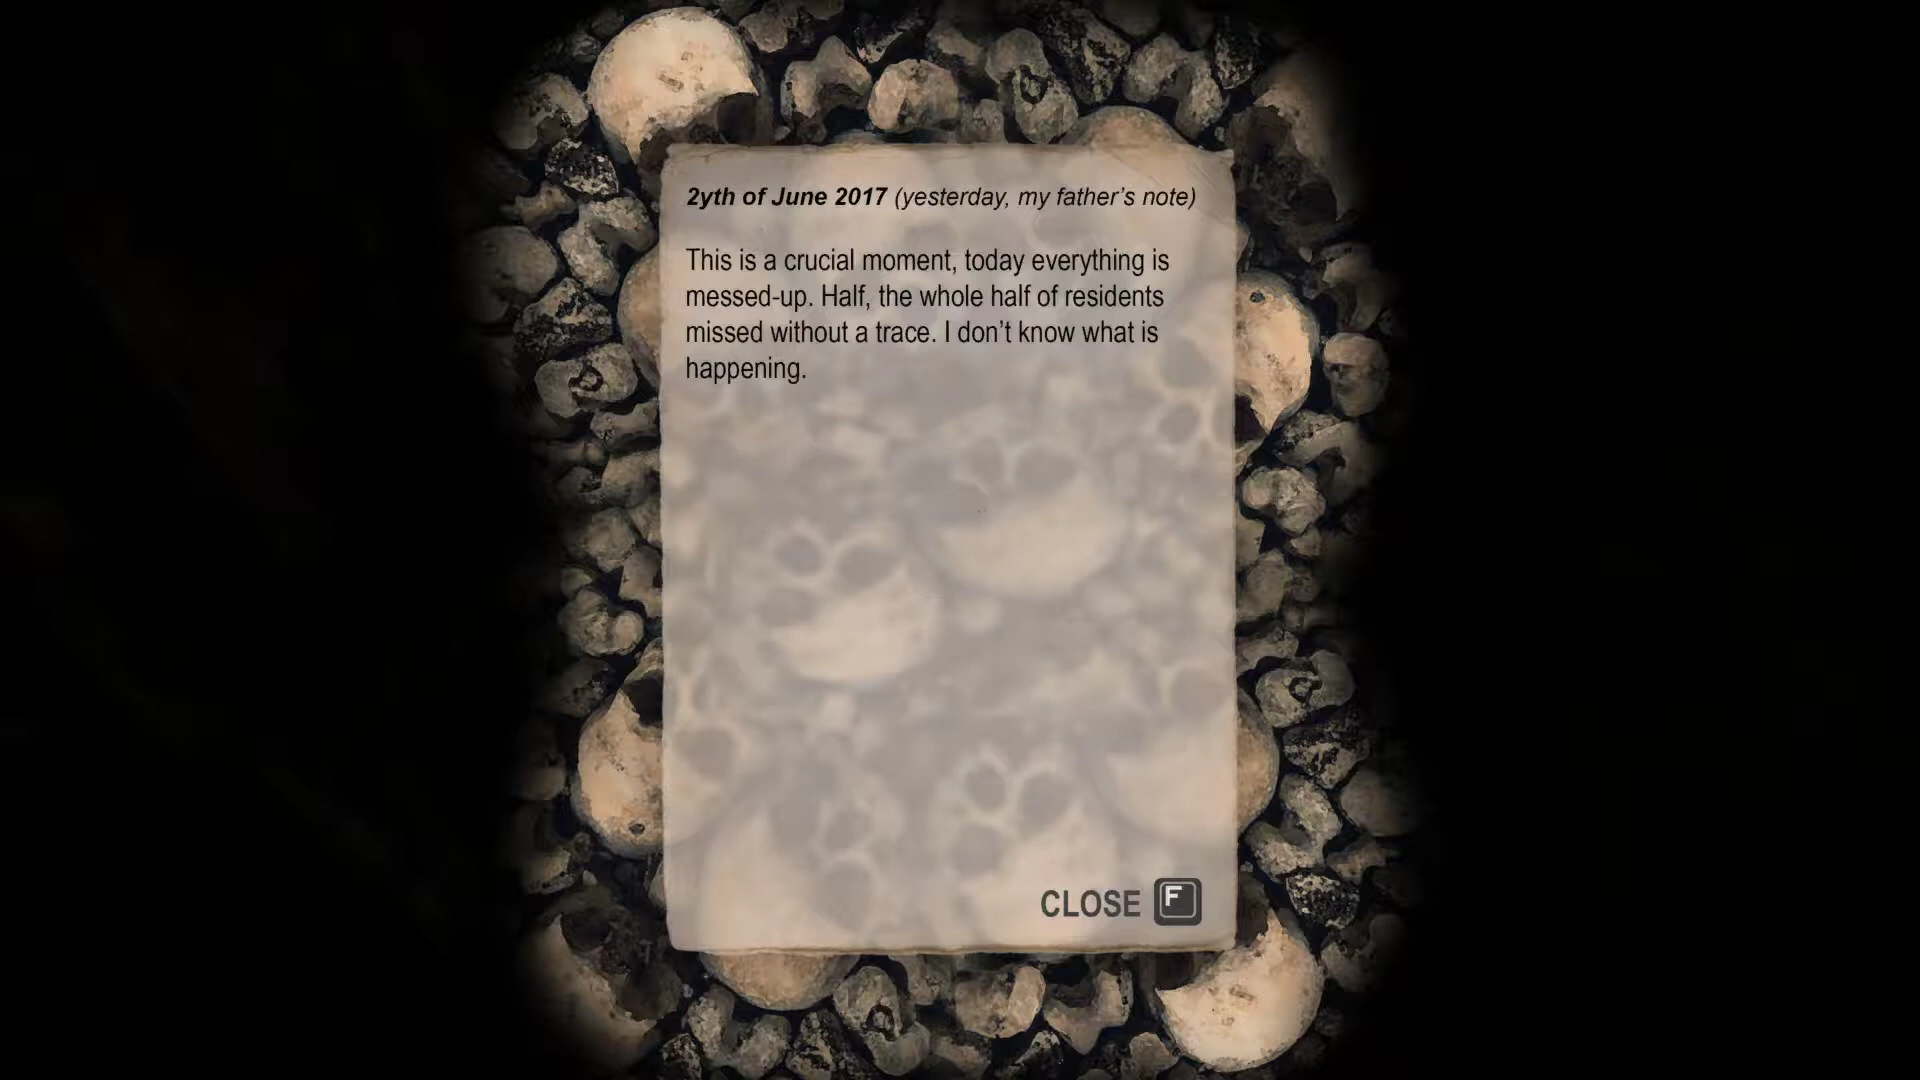 2yth of June 2017 (yesterday, my father's note)
This is a crucial moment, today everything is
messed-up. Half, the whole half of residents
missed without a trace. I don't know what is
happening.
CLOSE F